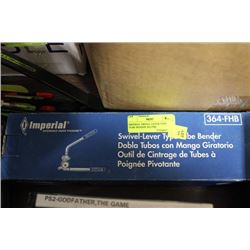 364-FHB
Imperial
Swivel-Lever Type Tube Bender
Dobla Tubos con Mango Giratorio
Outil de Cintrage de Tubes à
Poignée Pivotante
PS2-GODFATHER,THE GAME